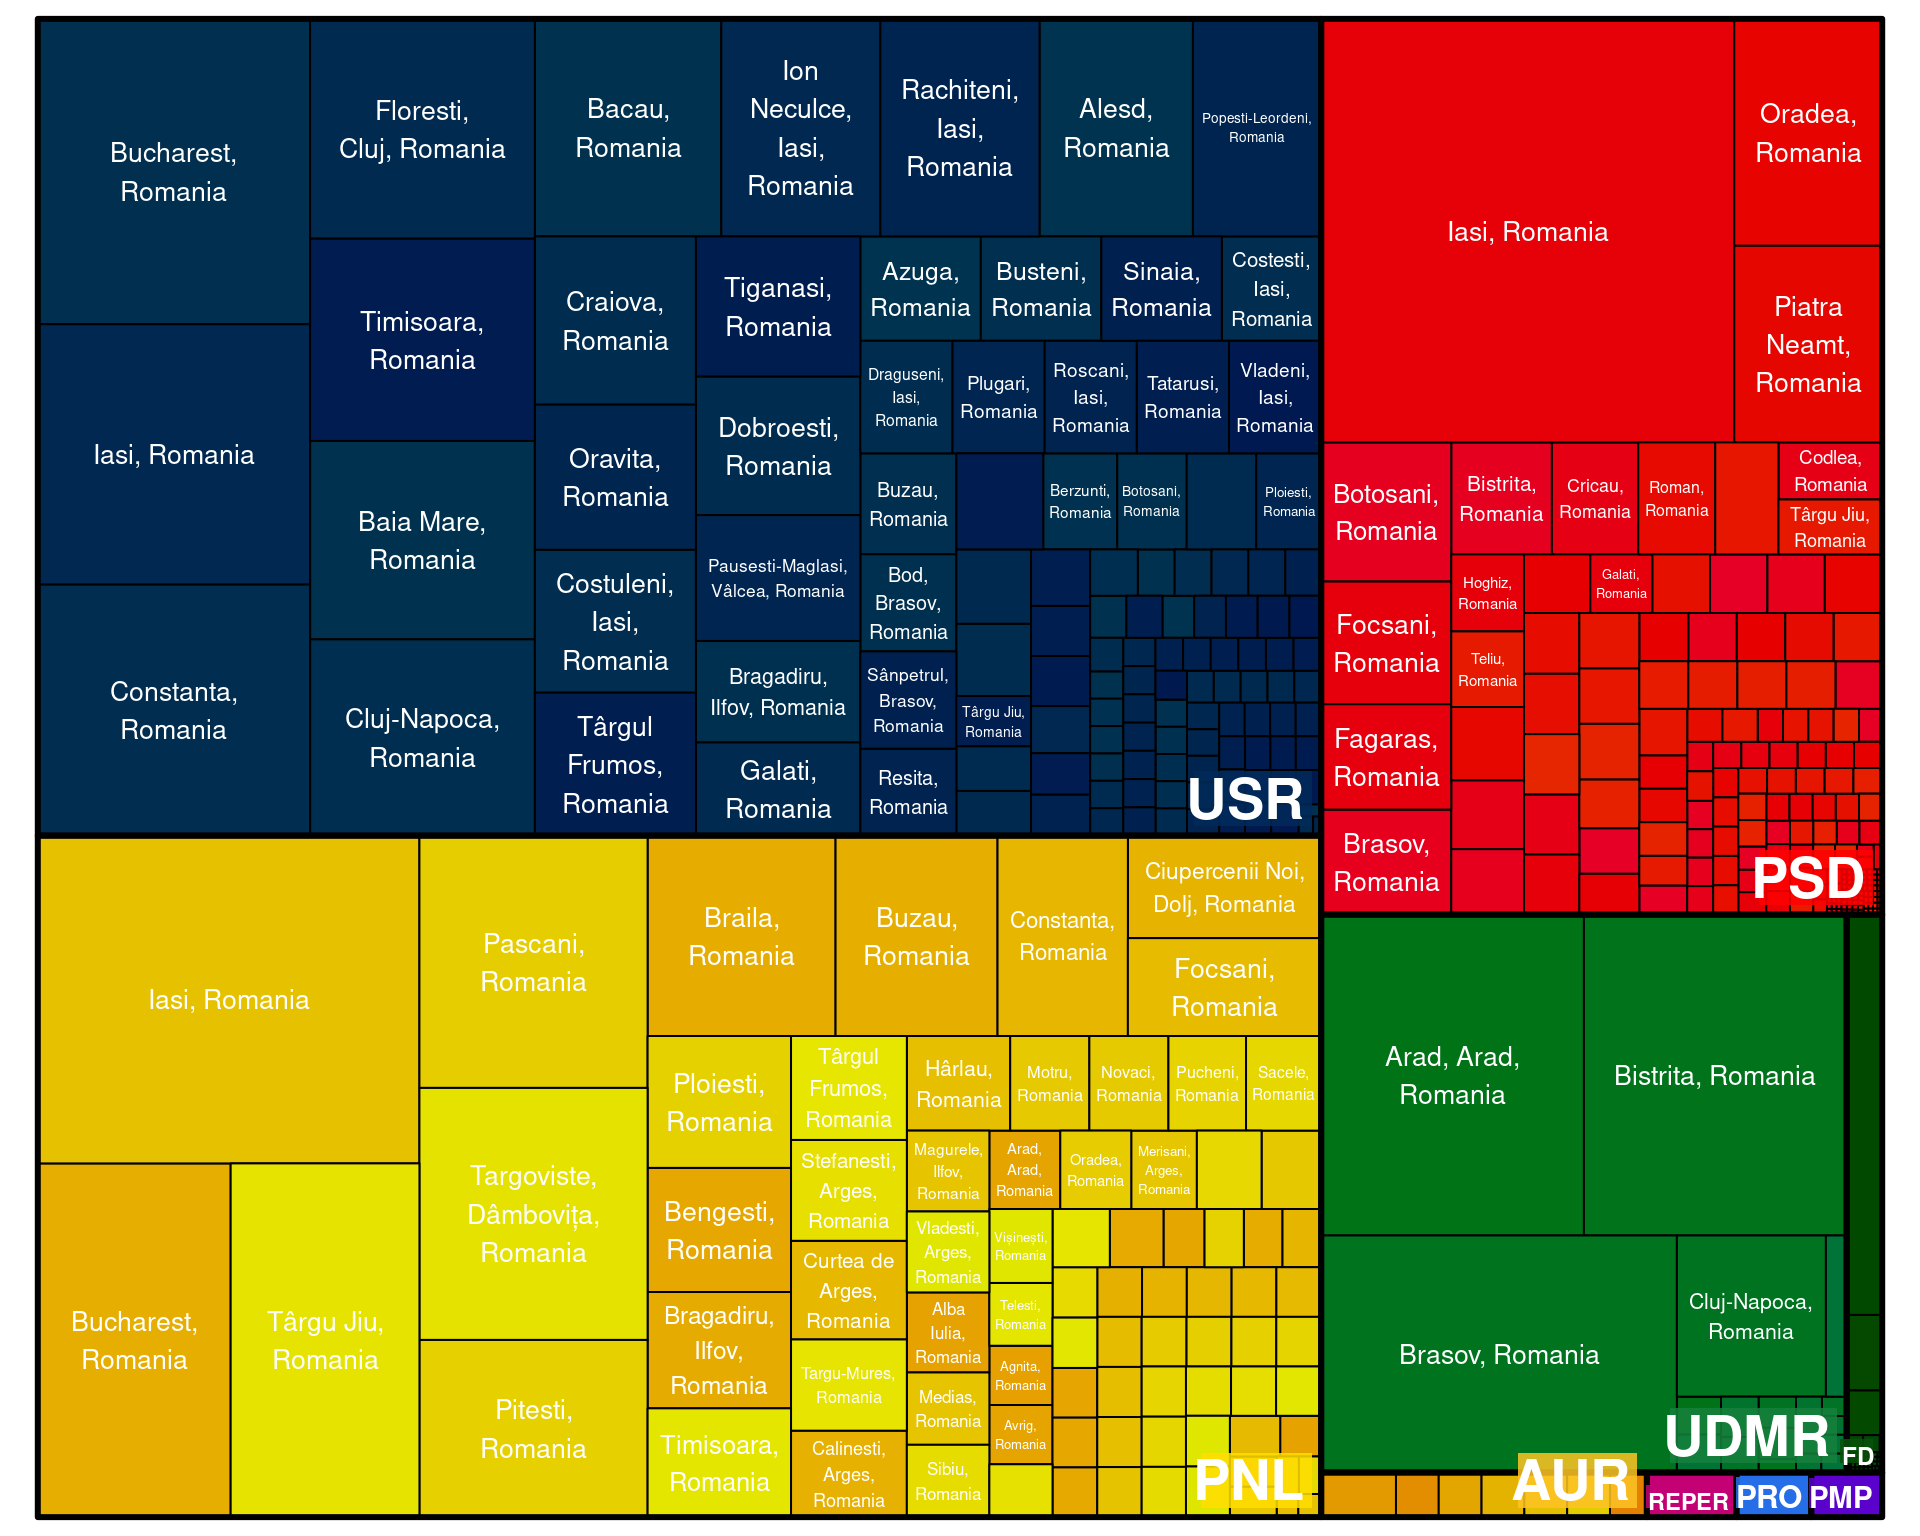 Bucharest,
Romania
Iasi, Romania
Constanta,
Romania
Floresti,
Cluj, Romania
Timisoara,
Romania
Baia Mare,
Romania
Cluj-Napoca,
Romania
Bacau,
Romania
Ion
Neculce,
Iasi,
Romania
Rachiteni,
Iasi,
Romania
Alesd,
Romania
Popesti-Leordeni,
Romania
Craiova,
Romania
Oravita,
Romania
Costuleni,
Iasi,
Romania
Târgul
Frumos,
Romania
Tiganasi,
Romania
Dobroesti,
Romania
Pausesti-Maglasi,
Vâlcea, Romania
Bragadiru,
Ilfov, Romania
Galati,
Romania
Azuga,
Romania
Busteni,
Romania
Sinaia,
Romania
Costesti,
Iasi,
Romania
Draguseni,
Iasi,
Romania
Plugari,
Romania
Roscani,
Iasi,
Romania
Tatarusi,
Romania
Vladeni,
Iasi,
Romania
Buzau,
Romania
Berzunti,
Romania
Botosani,
Romania
Ploiesti,
Romania
Bod,
Brasov,
Romania
Sânpetrul,
Brasov,
Romania
Târgu Jiu,
Romania
Resita,
Romania
USR
Iasi, Romania
Oradea,
Romania
Piatra
Neamt,
Romania
Botosani,
Romania
Focsani,
Romania
Fagaras,
Romania
Brasov,
Romania
Bistrita,
Romania
Cricau,
Romania
Roman,
Romania
Codlea,
Romania
Târgu Jiu,
Romania
Hoghiz,
Romania
Galati,
Romania
Teliu,
Romania
PSD
Iasi, Romania
Bucharest,
Romania
Târgu Jiu,
Romania
Pascani,
Romania
Targoviste,
Dâmbovița,
Romania
Pitesti,
Romania
Braila,
Romania
Buzau,
Romania
Constanta,
Romania
Ciupercenii Noi,
Dolj, Romania
Focsani,
Romania
Ploiesti,
Romania
Bengesti,
Romania
Bragadiru,
Ilfov,
Romania
Timisoara,
Romania
Târgul
Frumos,
Romania
Stefanesti,
Arges,
Romania
Curtea de
Arges,
Romania
Targu-Mures,
Romania
Calinesti,
Arges,
Romania
Hârlau,
Romania
Motru,
Romania
Novaci,
Romania
Pucheni,
Romania
Sacele,
Romania
Magurele,
Ilfov,
Romania
Arad,
Arad,
Romania
Oradea,
Romania
Merisani,
Arges,
Romania
Vladesti,
Arges,
Romania
Vișinești,
Romania
Alba
Iulia,
Romania
Telesti,
Romania
Agnita,
Romania
Medias,
Romania
Avrig,
Romania
Sibiu,
Romania
PNL
Arad, Arad,
Romania
Bistrita, Romania
Brasov, Romania
Cluj-Napoca,
Romania
UDMR
FD
AUR
REPER
PRO
PMP